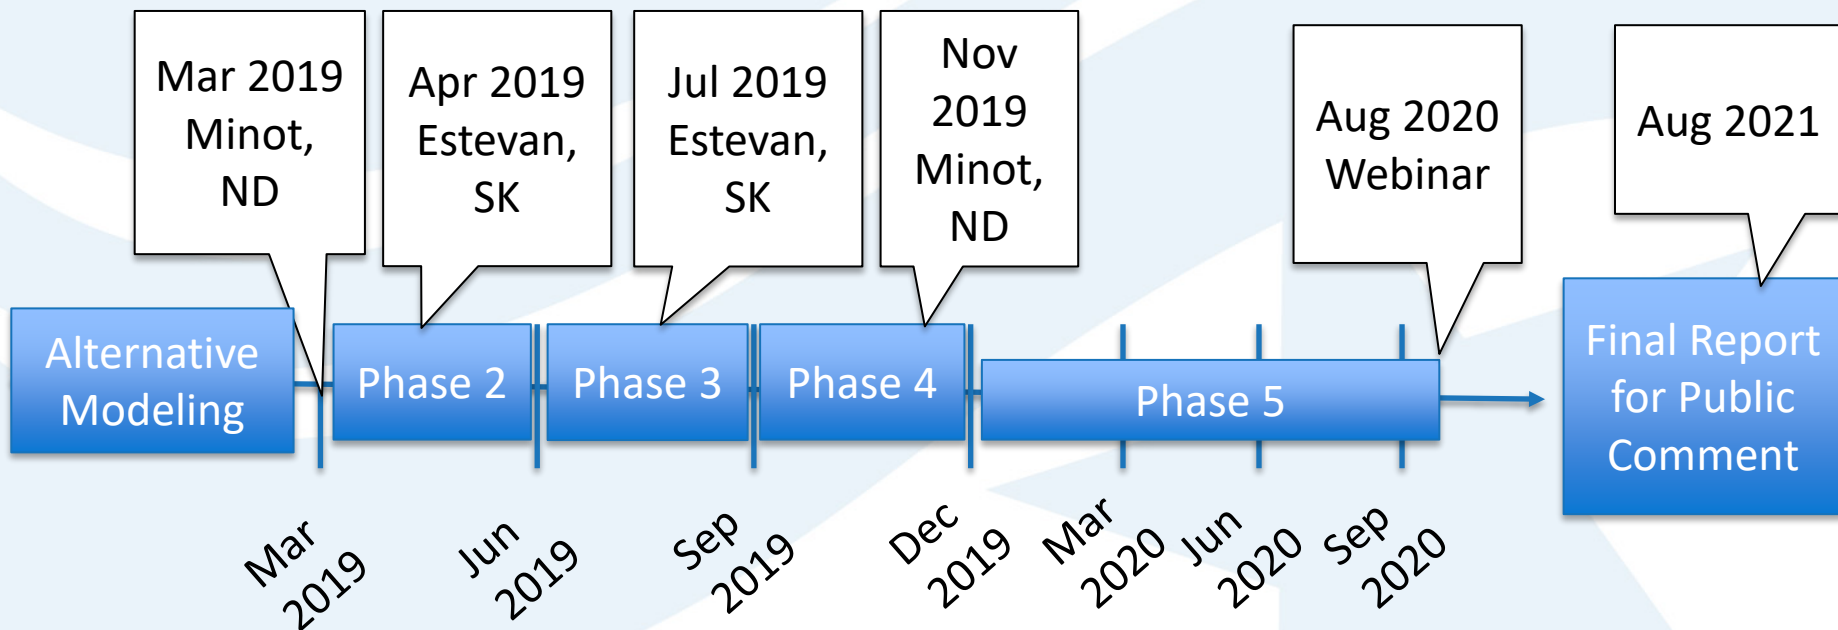 Mar 2019
Minot,
ND
Apr 2019
Estevan,
SK
Jul 2019
Estevan,
SK
Nov
2019
Minot,
ND
Aug 2020
Webinar
Aug 2021
Alternative
Modeling
Phase 2
Phase 3
Phase 4
Phase 5
Final Report
for Public
Comment
Mar
2019
Jun
2019
Sep
2019
Dec
2019
Mar
2020
Jun
2020
Sep
2020